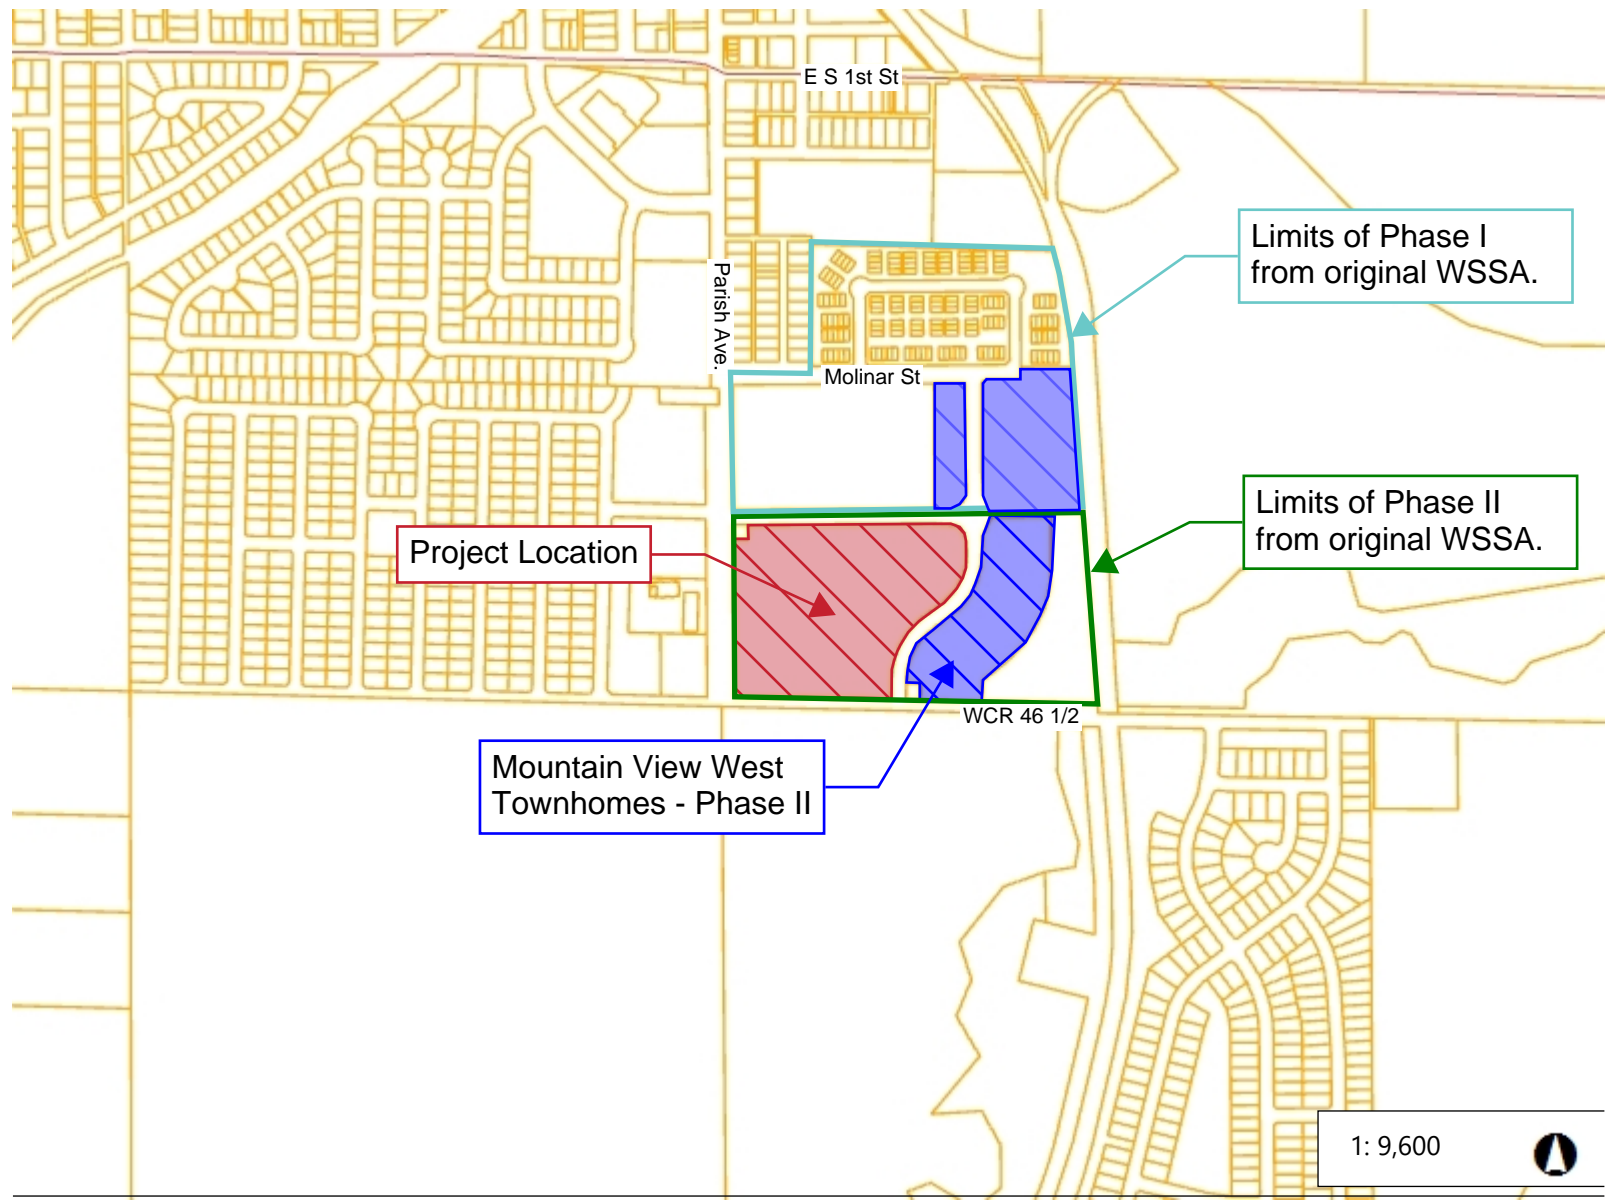 E S 1st St
Limits of Phase I
from original WSSA.
Parish Ave.
Molinar St
Limits of Phase II
from original WSSA.
Project Location
WCR 46 1/2
Mountain View West
Townhomes - Phase II
1: 9,600